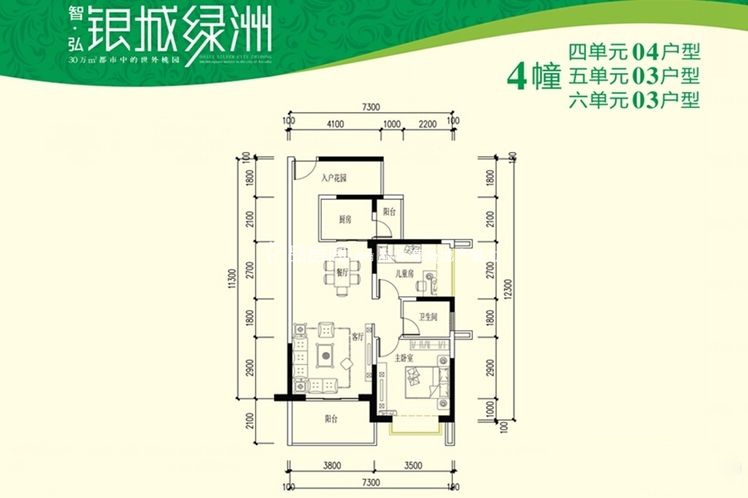 智·弘
银城绿洲
30万㎡都市中的世外桃园
4幢
四单元04户型
五单元03户型
六单元03户型
7300
100 4100 1000 2200 100
100 1800 2100 2700 1800 2900 2100
11300
入户花园
厨房
阳台
餐厅
儿童房
卫生间
客厅
主卧室
阳台
1800 2100 2700 1800 2900 1000 100
12300
3800 3500
7300
100